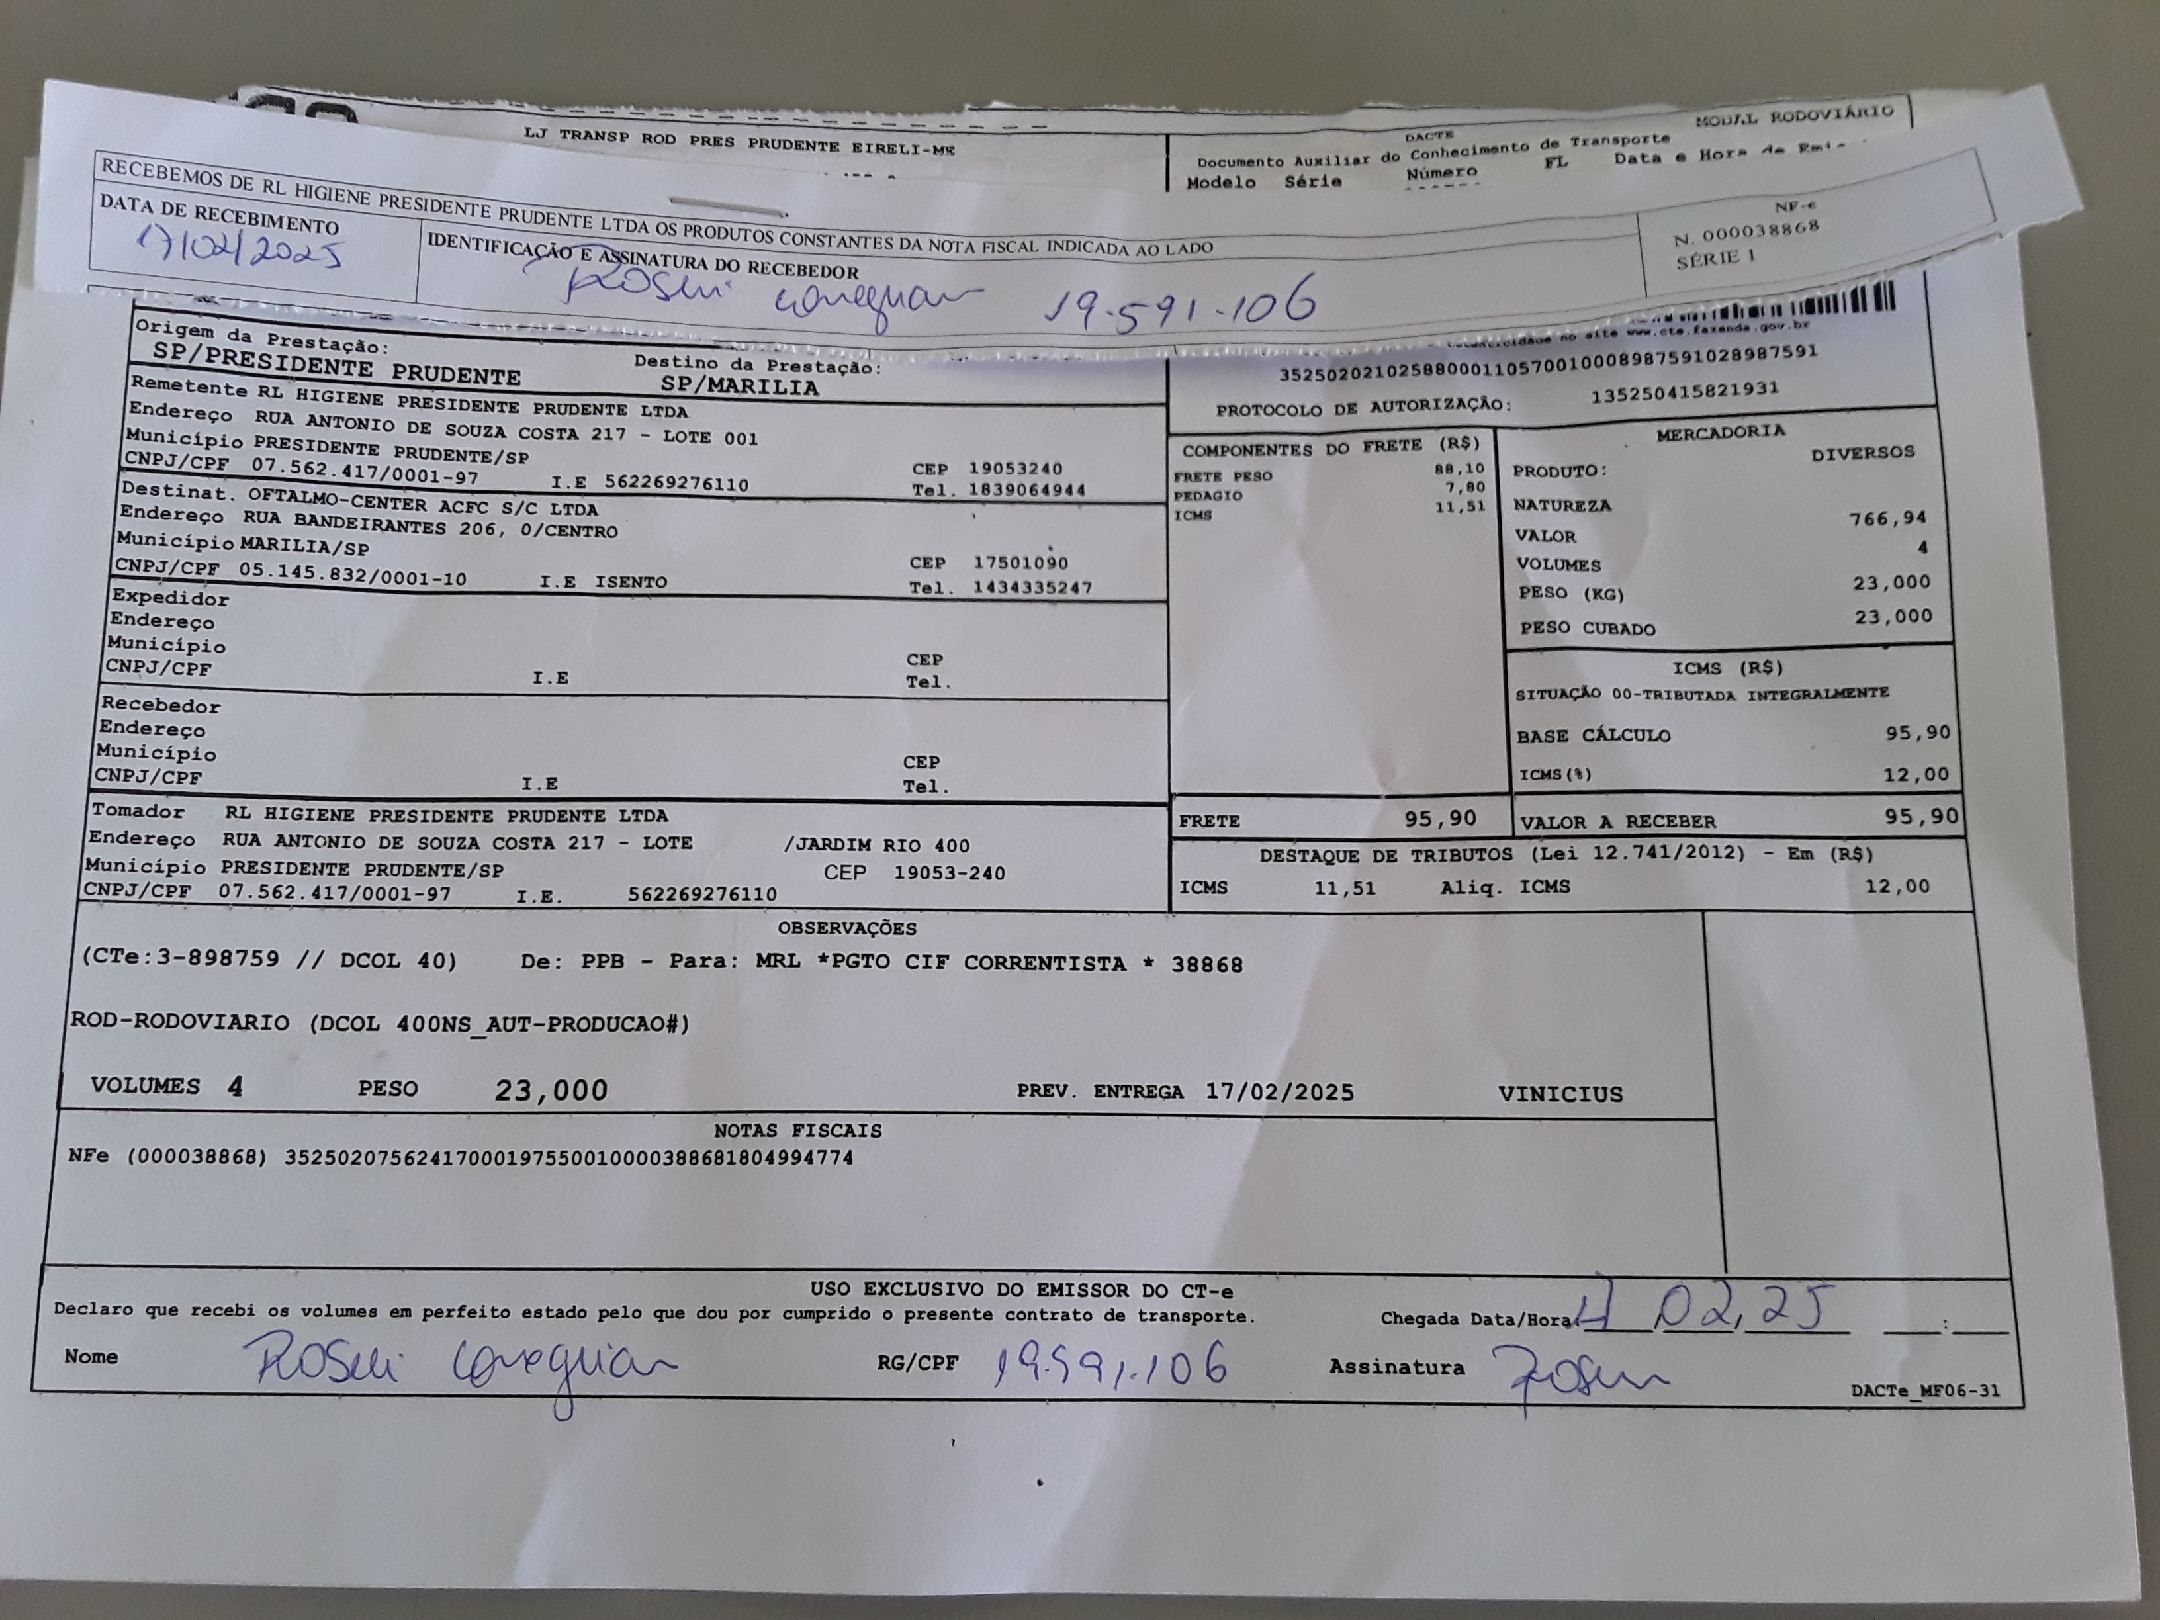 LJ TRANSP ROD PRES PRUDENTE EIRELI-ME
MODAL RODOVIÁRIO
DACTE
Documento Auxiliar do Conhecimento de Transporte
Modelo Série Número FL Data e Hora de
RECEBEMOS DE RL HIGIENE PRESIDENTE PRUDENTE LTDA OS PRODUTOS CONSTANTES DA NOTA FISCAL INDICADA AO LADO
DATA DE RECEBIMENTO
17/02/2025
IDENTIFICAÇÃO E ASSINATURA DO RECEBEDOR
Roseli 19.591.106
NF-e
N. 000038868
SÉRIE 1
no site www.cte.fazenda.gov.br
35250202102588000110570010008987591028987591
PROTOCOLO DE AUTORIZAÇÃO: 135250415821931
Origem da Prestação:
SP/PRESIDENTE PRUDENTE
Destino da Prestação:
SP/MARILIA
Remetente RL HIGIENE PRESIDENTE PRUDENTE LTDA
Endereço RUA ANTONIO DE SOUZA COSTA 217 - LOTE 001
Município PRESIDENTE PRUDENTE/SP CEP 19053240
CNPJ/CPF 07.562.417/0001-97 I.E 562269276110 Tel. 1839064944
Destinat. OFTALMO-CENTER ACFC S/C LTDA
Endereço RUA BANDEIRANTES 206, 0/CENTRO
Município MARILIA/SP CEP 17501090
CNPJ/CPF 05.145.832/0001-10 I.E ISENTO Tel. 1434335247
Expedidor
Endereço
Município CEP
CNPJ/CPF I.E Tel.
Recebedor
Endereço
Município CEP
CNPJ/CPF I.E Tel.
Tomador RL HIGIENE PRESIDENTE PRUDENTE LTDA
Endereço RUA ANTONIO DE SOUZA COSTA 217 - LOTE /JARDIM RIO 400
Município PRESIDENTE PRUDENTE/SP CEP 19053-240
CNPJ/CPF 07.562.417/0001-97 I.E. 562269276110
COMPONENTES DO FRETE (R$)
FRETE PESO 88,10
PEDAGIO 7,80
ICMS 11,51
FRETE 95,90
MERCADORIA
PRODUTO: DIVERSOS
NATUREZA
VALOR 766,94
VOLUMES 4
PESO (KG) 23,000
PESO CUBADO 23,000
ICMS (R$)
SITUAÇÃO 00-TRIBUTADA INTEGRALMENTE
BASE CÁLCULO 95,90
ICMS(%) 12,00
VALOR A RECEBER 95,90
DESTAQUE DE TRIBUTOS (Lei 12.741/2012) - Em (R$)
ICMS 11,51 Aliq. ICMS 12,00
OBSERVAÇÕES
(CTe:3-898759 // DCOL 40) De: PPB - Para: MRL *PGTO CIF CORRENTISTA * 38868
ROD-RODOVIARIO (DCOL 400NS_AUT-PRODUCAO#)
VOLUMES 4 PESO 23,000 PREV. ENTREGA 17/02/2025 VINICIUS
NOTAS FISCAIS
NFe (000038868) 35250207562417000197550010000388681804994774
USO EXCLUSIVO DO EMISSOR DO CT-e
Declaro que recebi os volumes em perfeito estado pelo que dou por cumprido o presente contrato de transporte.
Chegada Data/Hora 17 02, 25 :
Nome Roseli RG/CPF 19.591.106 Assinatura
DACTe_MF06-31